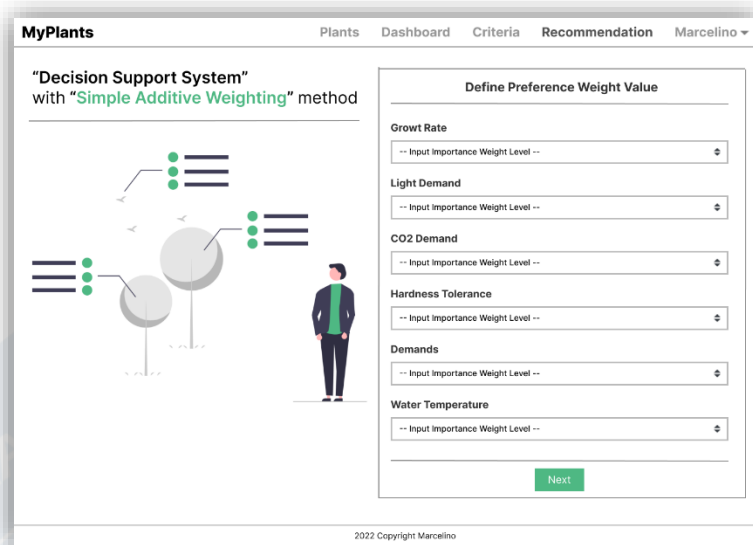 MyPlants
Plants Dashboard Criteria Recommendation Marcelino
“Decision Support System”
with “Simple Additive Weighting” method
Define Preference Weight Value
Growt Rate
-- Input Importance Weight Level --
Light Demand
-- Input Importance Weight Level --
CO2 Demand
-- Input Importance Weight Level --
Hardness Tolerance
-- Input Importance Weight Level --
Demands
-- Input Importance Weight Level --
Water Temperature
-- Input Importance Weight Level --
Next
2022 Copyright Marcelino